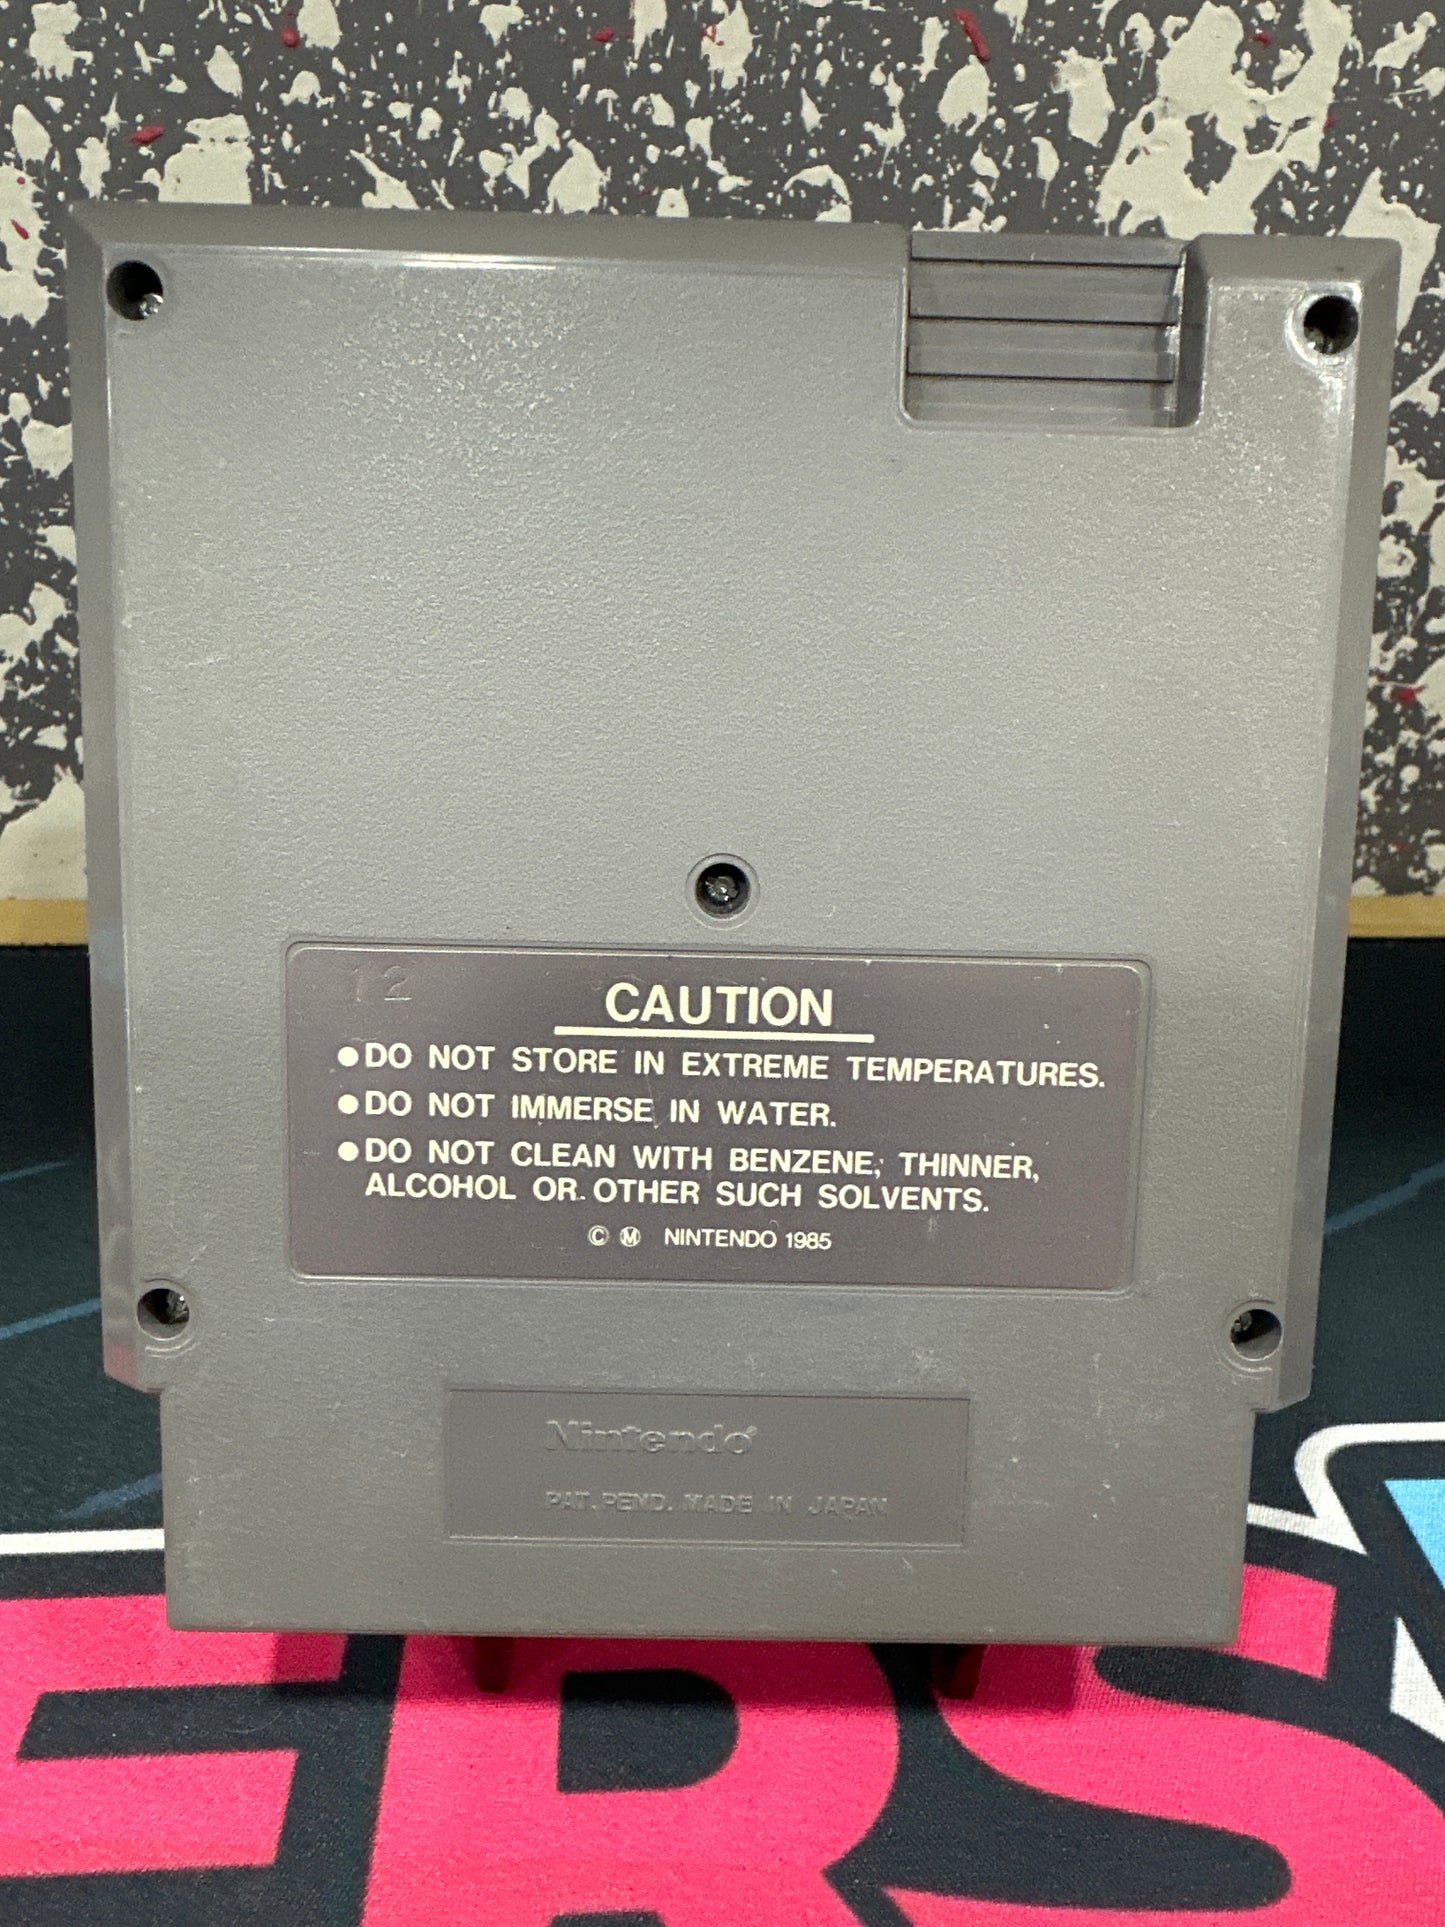 12
CAUTION
●DO NOT STORE IN EXTREME TEMPERATURES.
●DO NOT IMMERSE IN WATER.
●DO NOT CLEAN WITH BENZENE, THINNER,
ALCOHOL OR OTHER SUCH SOLVENTS.
© Ⓜ NINTENDO 1985
Nintendo®
PAT. PEND. MADE IN JAPAN
ERS